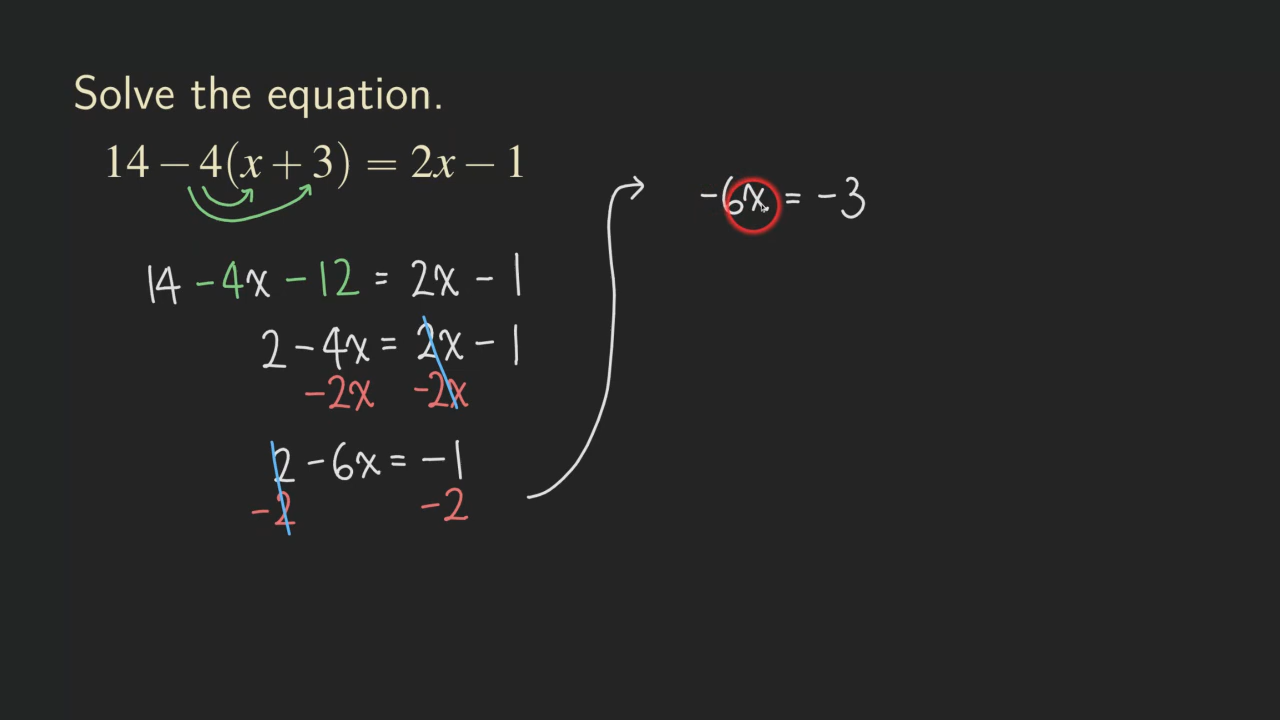 Solve the equation.
14 − 4(x + 3) = 2x − 1
14 - 4x - 12 = 2x - 1
2 - 4x = 2x - 1
-2x -2x
2 - 6x = -1
-2 -2
-6x = -3